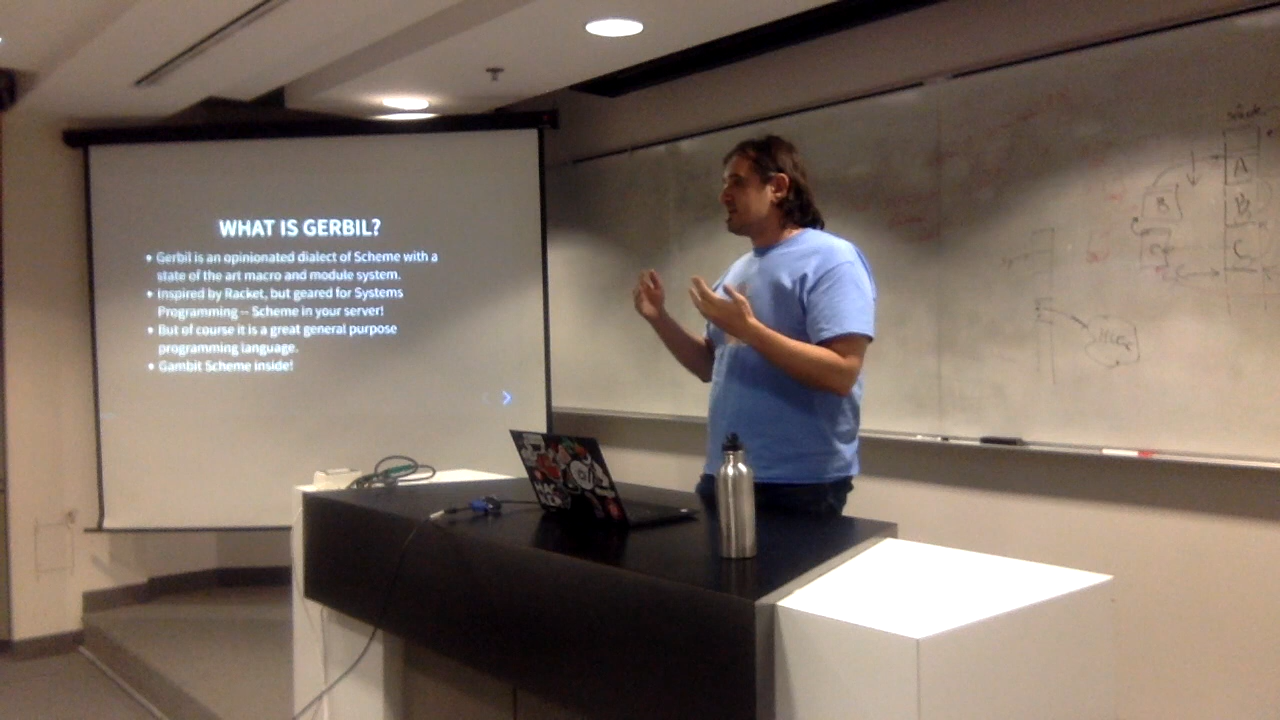 WHAT IS GERBIL?
• Gerbil is an opinionated dialect of Scheme with a
state of the art macro and module system.
• Inspired by Racket, but geared for Systems
Programming -- Scheme in your server!
• But of course it is a great general purpose
programming language.
• Gambit Scheme inside!
A
B
B
C